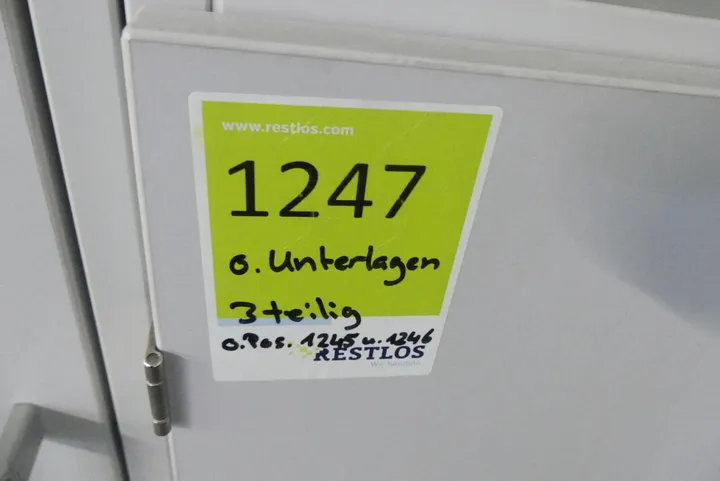 www.restlos.com
1247
o. Unterlagen
3teilig
o.Pos. 1245 u. 1246
RESTLOS